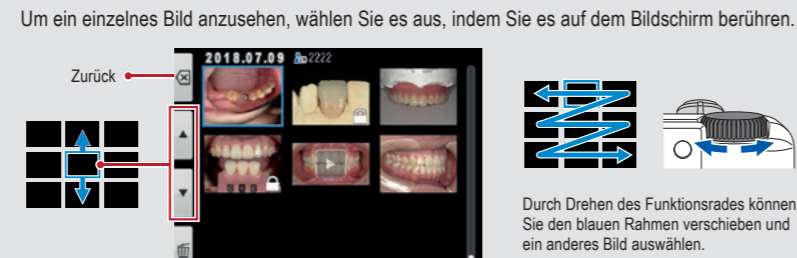 Um ein einzelnes Bild anzusehen, wählen Sie es aus, indem Sie es auf dem Bildschirm berühren.
2018.07.09 2222
Zurück
Durch Drehen des Funktionsrades können
Sie den blauen Rahmen verschieben und
ein anderes Bild auswählen.